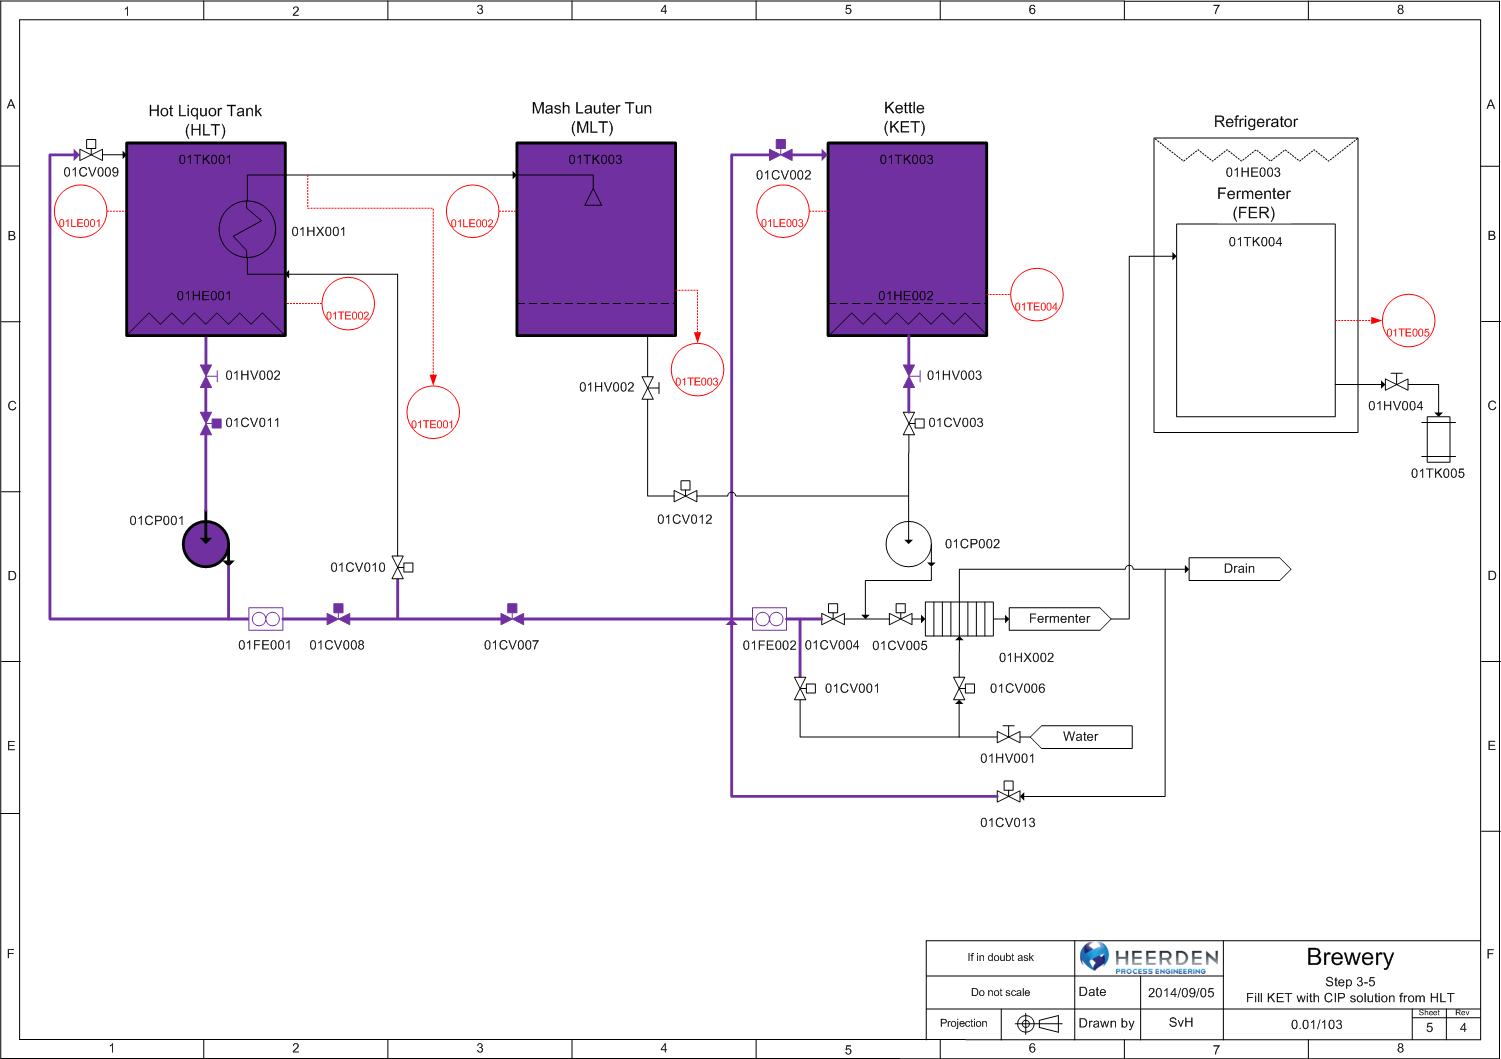 1 2 3 4 5 6 7 8
A A
Hot Liquor Tank
(HLT)
Mash Lauter Tun
(MLT)
Kettle
(KET)
Refrigerator
01TK001
01TK003
01TK003
01CV009
01CV002
01HE003
Fermenter
(FER)
B B
01LE001
01LE002
01LE003
01HX001
01TK004
01HE001
01HE002
01TE002
01TE004
01TE005
01HV002
01HV002
01TE003
01HV003
C C
01HV004
01CV011
01TE001
01CV003
01TK005
01CP001
01CV012
01CP002
01CV010
D D
Drain
Fermenter
01FE001
01CV008
01CV007
01FE002
01CV004
01CV005
01HX002
01CV001
01CV006
E E
Water
01HV001
01CV013
F F
If in doubt ask
HEERDEN
PROCESS ENGINEERING
Brewery
Step 3-5
Fill KET with CIP solution from HLT
Do not scale
Date
2014/09/05
Projection
Drawn by
SvH
0.01/103
Sheet Rev
5 4
1 2 3 4 5 6 7 8